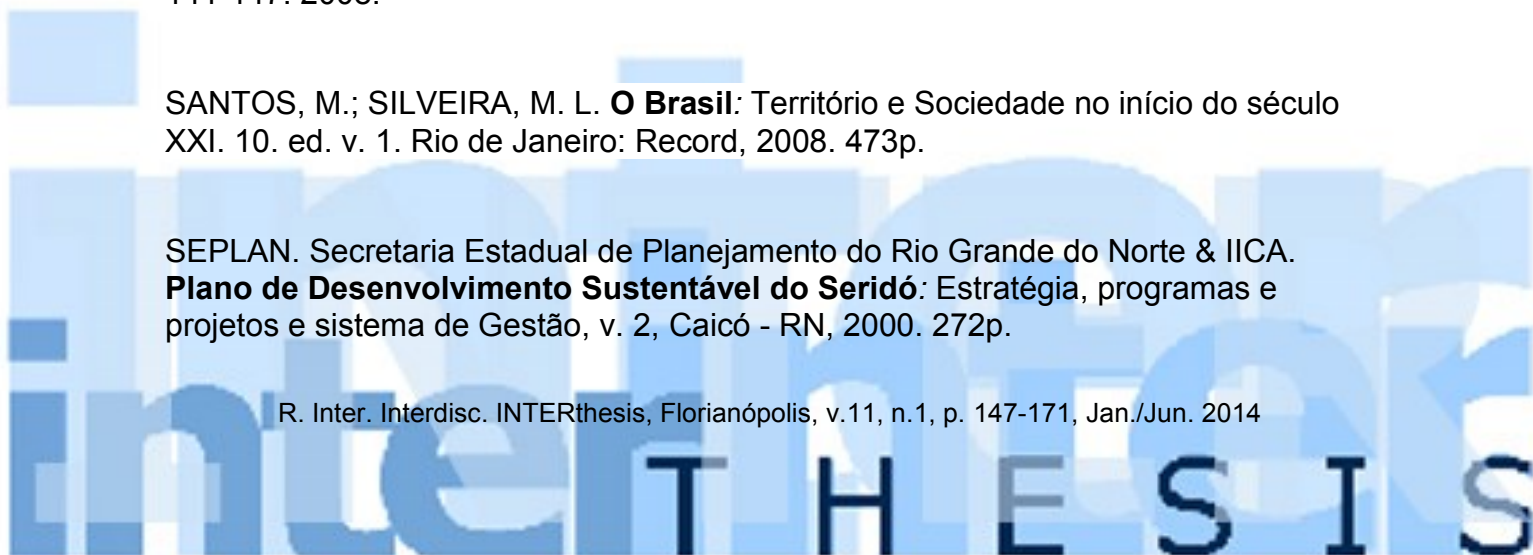 SANTOS, M.; SILVEIRA, M. L. O Brasil: Território e Sociedade no início do século
XXI. 10. ed. v. 1. Rio de Janeiro: Record, 2008. 473p.
SEPLAN. Secretaria Estadual de Planejamento do Rio Grande do Norte & IICA.
Plano de Desenvolvimento Sustentável do Seridó: Estratégia, programas e
projetos e sistema de Gestão, v. 2, Caicó - RN, 2000. 272p.
R. Inter. Interdisc. INTERthesis, Florianópolis, v.11, n.1, p. 147-171, Jan./Jun. 2014
inter
THESIS